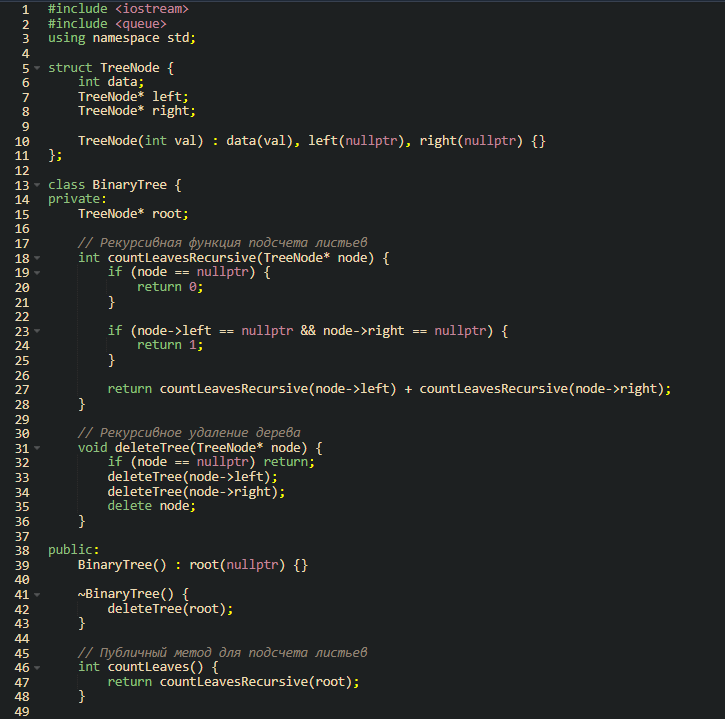 1 #include <iostream>
2 #include <queue>
3 using namespace std;
4
5 struct TreeNode {
6     int data;
7     TreeNode* left;
8     TreeNode* right;
9
10     TreeNode(int val) : data(val), left(nullptr), right(nullptr) {}
11 };
12
13 class BinaryTree {
14 private:
15     TreeNode* root;
16
17     // Рекурсивная функция подсчета листьев
18     int countLeavesRecursive(TreeNode* node) {
19         if (node == nullptr) {
20             return 0;
21         }
22
23         if (node->left == nullptr && node->right == nullptr) {
24             return 1;
25         }
26
27         return countLeavesRecursive(node->left) + countLeavesRecursive(node->right);
28     }
29
30     // Рекурсивное удаление дерева
31     void deleteTree(TreeNode* node) {
32         if (node == nullptr) return;
33         deleteTree(node->left);
34         deleteTree(node->right);
35         delete node;
36     }
37
38 public:
39     BinaryTree() : root(nullptr) {}
40
41     ~BinaryTree() {
42         deleteTree(root);
43     }
44
45     // Публичный метод для подсчета листьев
46     int countLeaves() {
47         return countLeavesRecursive(root);
48     }
49